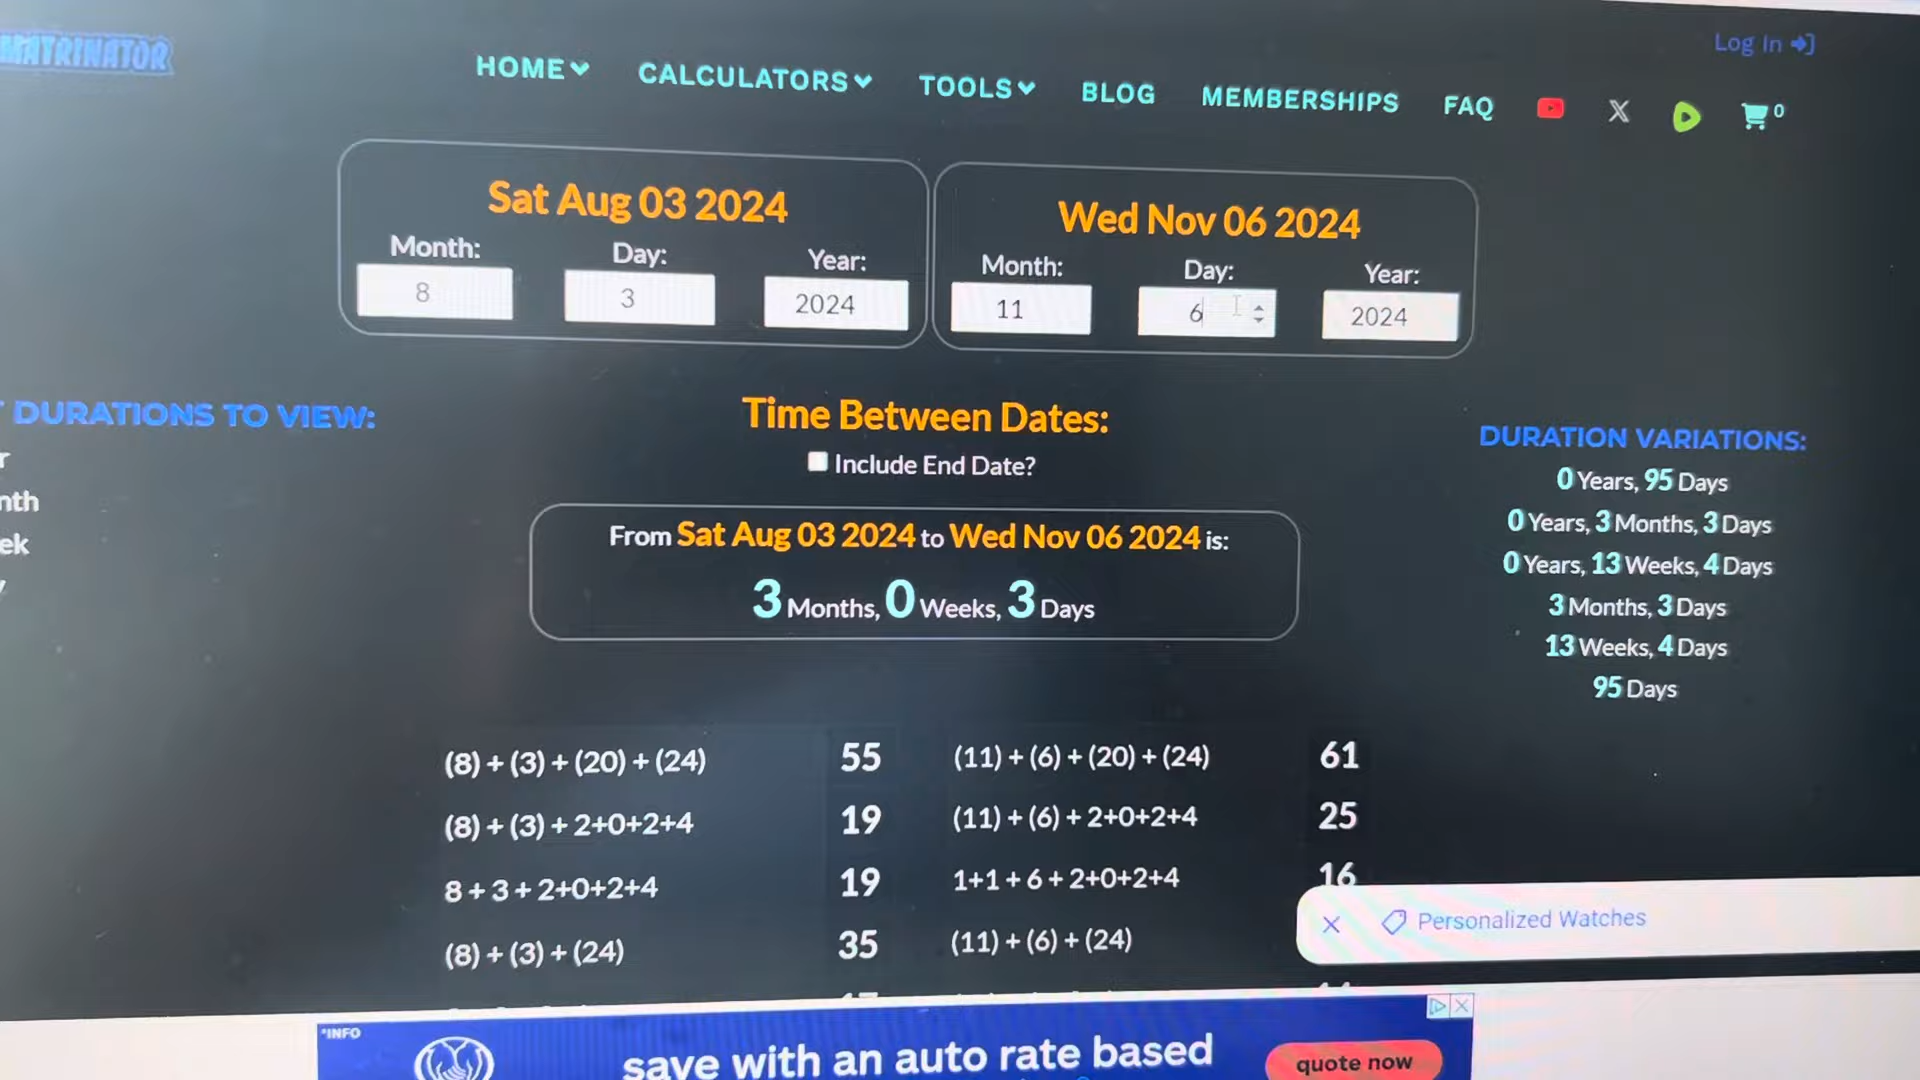 MATRINATOR
Log In
HOME CALCULATORS TOOLS BLOG MEMBERSHIPS FAQ X 0
Sat Aug 03 2024
Month: Day: Year:
8 3 2024
Wed Nov 06 2024
Month: Day: Year:
11 6 2024
DURATIONS TO VIEW:
r
nth
ek
y
Time Between Dates:
Include End Date?
From Sat Aug 03 2024 to Wed Nov 06 2024 is:
3 Months, 0 Weeks, 3 Days
DURATION VARIATIONS:
0 Years, 95 Days
0 Years, 3 Months, 3 Days
0 Years, 13 Weeks, 4 Days
3 Months, 3 Days
13 Weeks, 4 Days
95 Days
(8) + (3) + (20) + (24) 55 (11) + (6) + (20) + (24) 61
(8) + (3) + 2+0+2+4 19 (11) + (6) + 2+0+2+4 25
8 + 3 + 2+0+2+4 19 1+1 + 6 + 2+0+2+4 16
(8) + (3) + (24) 35 (11) + (6) + (24)
Personalized Watches
*INFO
save with an auto rate based
quote now